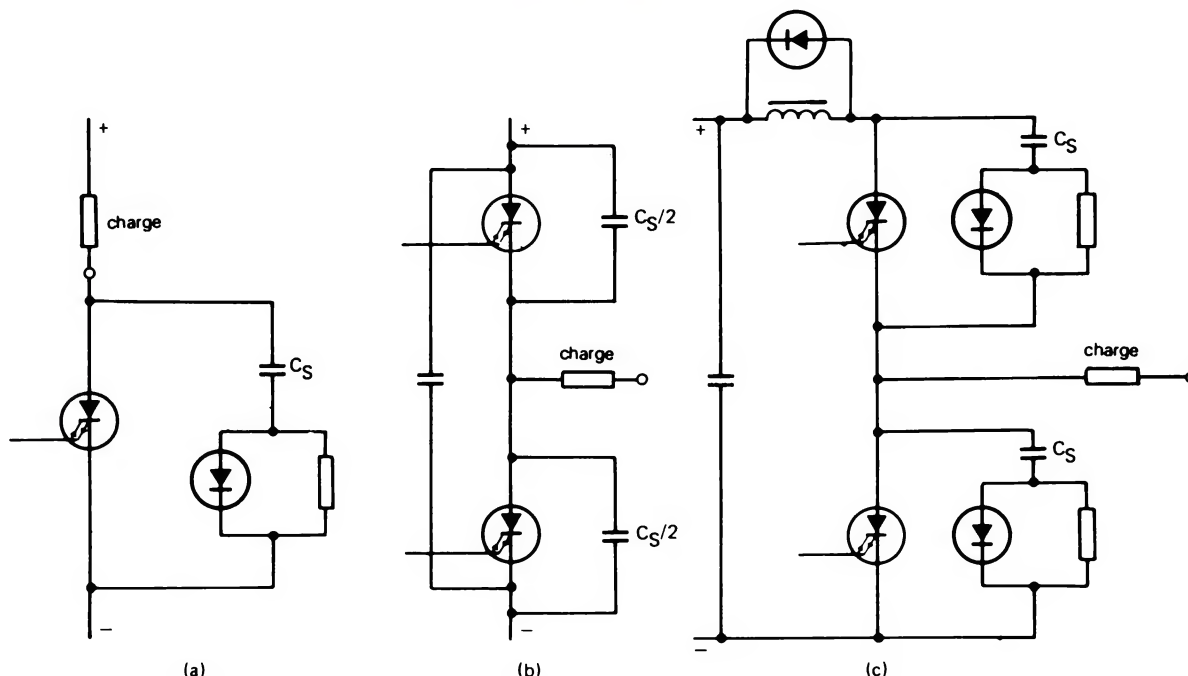 +
charge
C_S
−
(a)
+
C_S/2
charge
C_S/2
−
(b)
+
C_S
charge
C_S
−
(c)